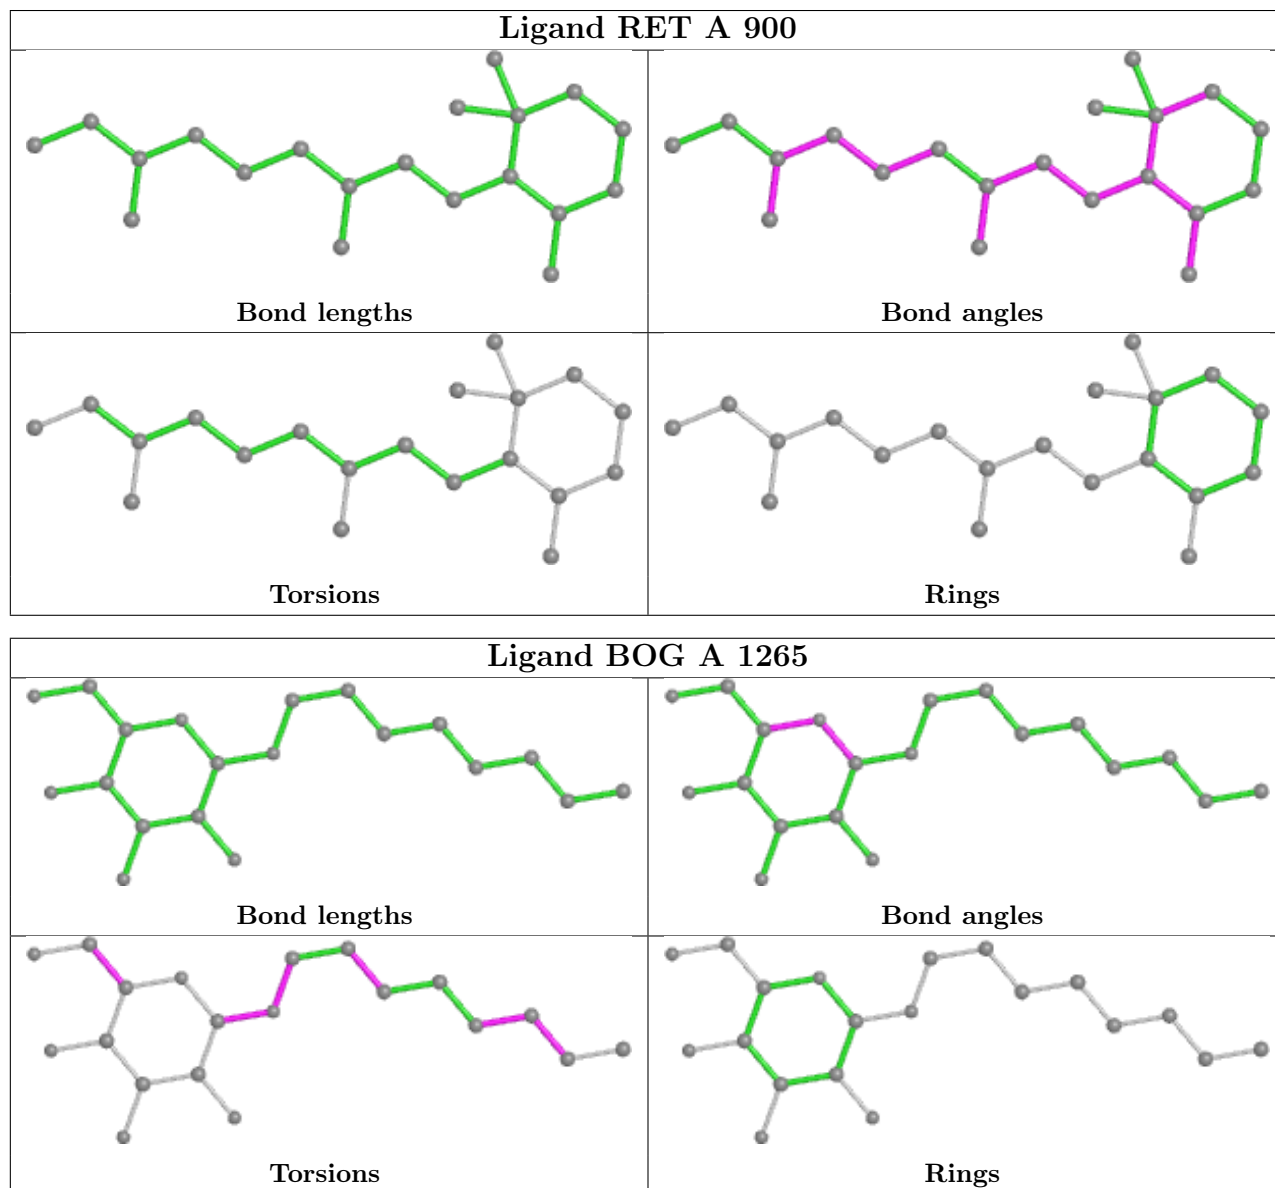 Ligand RET A 900
Bond lengths
Bond angles
Torsions
Rings
Ligand BOG A 1265
Bond lengths
Bond angles
Torsions
Rings